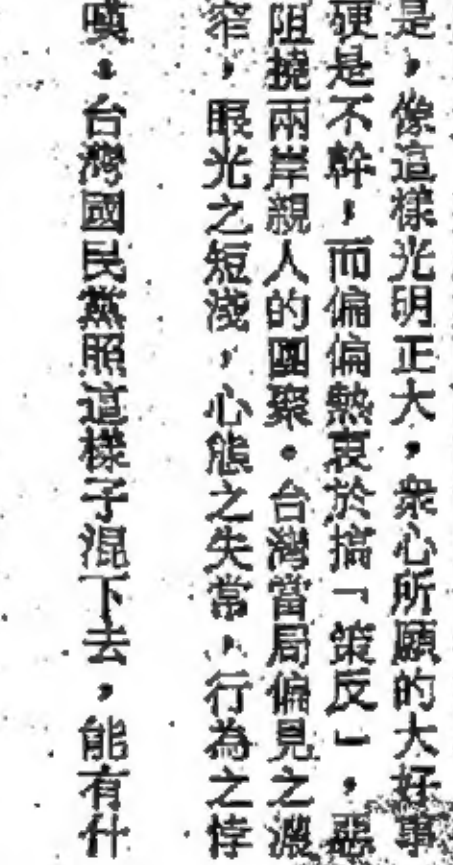 是，像這樣光明正大，衆心所願的大好事
硬是不幹，而偏偏熱衷於搞「策反」，惡
阻撓兩岸親人的團聚。台灣當局偏見之濃
窄，眼光之短淺，心態之失常，行為之悖
嘆。台灣國民黨照這樣子混下去，能有什